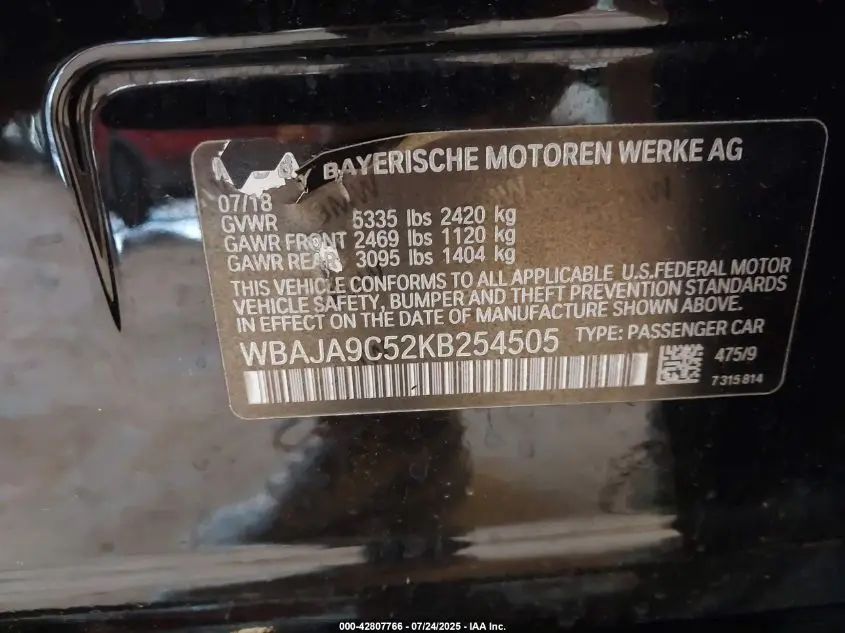 BAYERISCHE MOTOREN WERKE AG
07/18
GVWR 5335 lbs 2420 kg
GAWR FRONT 2469 lbs 1120 kg
GAWR REAR 3095 lbs 1404 kg
THIS VEHICLE CONFORMS TO ALL APPLICABLE U.S.FEDERAL MOTOR
VEHICLE SAFETY, BUMPER AND THEFT PREVENTION STANDARDS
IN EFFECT ON THE DATE OF MANUFACTURE SHOWN ABOVE.
WBAJA9C52KB254505 TYPE: PASSENGER CAR
475/9
7 315 814
000-42807766 - 07/24/2025 - IAA Inc.